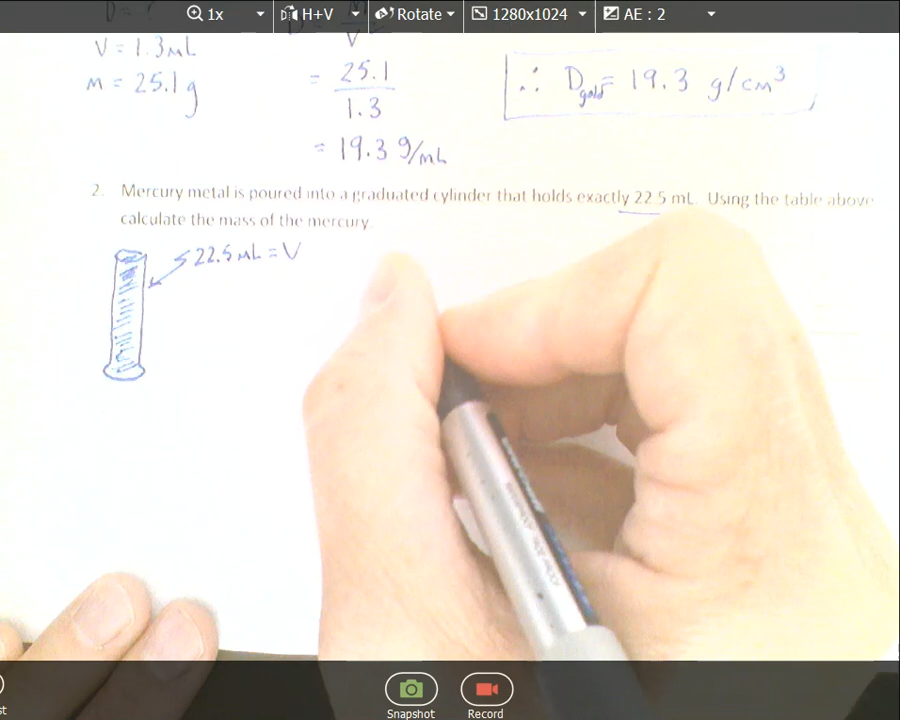 1x H+V Rotate 1280x1024 AE : 2
D = ?
V = 1.3 mL
V
m = 25.1 g
= 25.1
1.3
= 19.3 g/mL
∴ Dgold = 19.3 g/cm³
2. Mercury metal is poured into a graduated cylinder that holds exactly 22.5 mL. Using the table above
calculate the mass of the mercury.
22.5 mL = V
Snapshot
Record